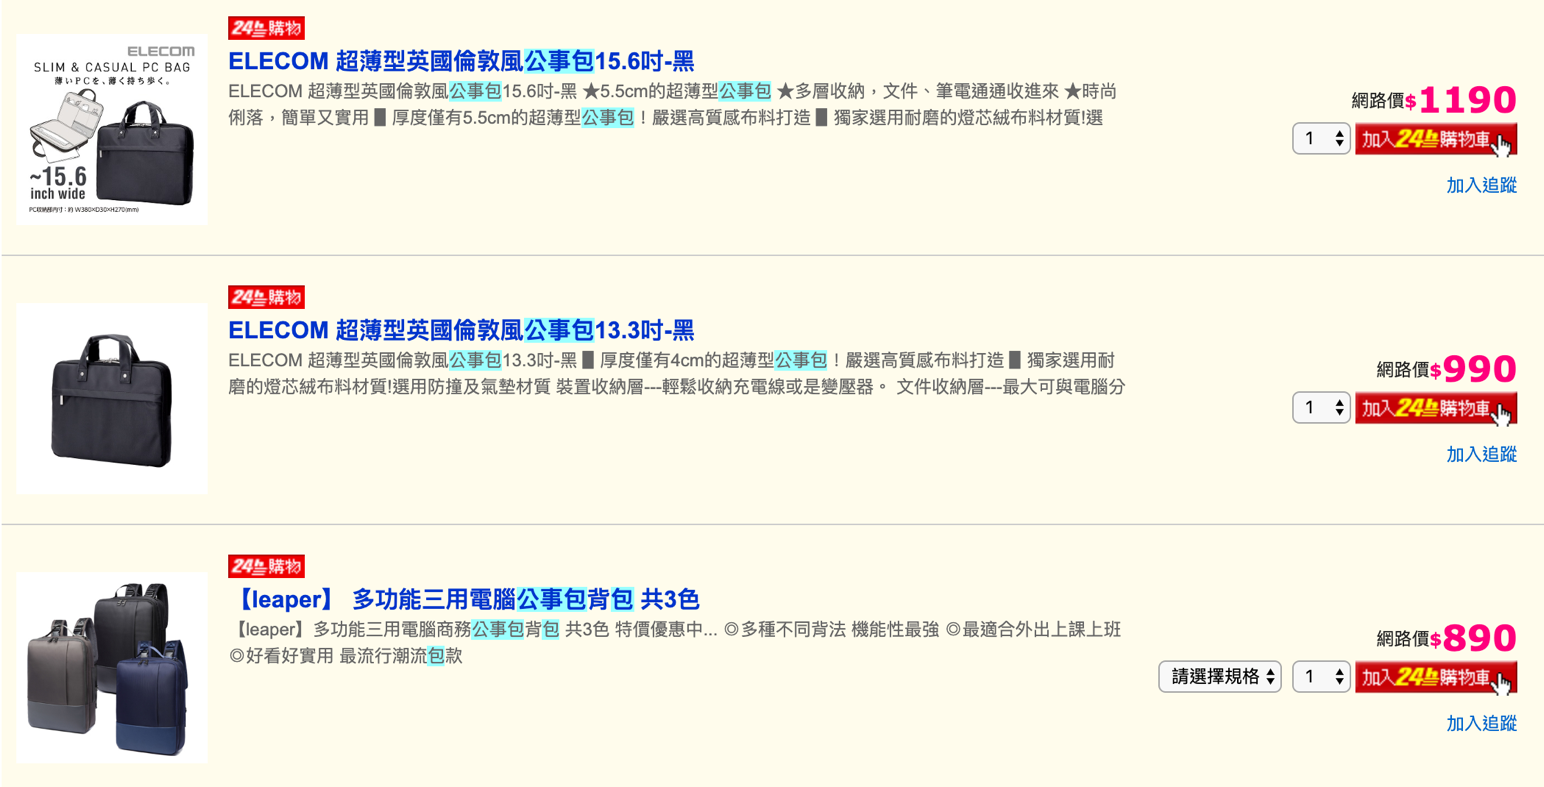 24h購物
ELECOM
SLIM & CASUAL PC BAG
薄いPCを、薄く持ち歩く。
~15.6
inch wide
PC収納部内寸：約 W380×D30×H270(mm)
ELECOM 超薄型英國倫敦風公事包15.6吋-黑
ELECOM 超薄型英國倫敦風公事包15.6吋-黑 ★5.5cm的超薄型公事包 ★多層收納，文件、筆電通通收進來 ★時尚
俐落，簡單又實用 █ 厚度僅有5.5cm的超薄型公事包！嚴選高質感布料打造 █ 獨家選用耐磨的燈芯絨布料材質!選
網路價$1190
1
加入24h購物車
加入追蹤
24h購物
ELECOM 超薄型英國倫敦風公事包13.3吋-黑
ELECOM 超薄型英國倫敦風公事包13.3吋-黑 █ 厚度僅有4cm的超薄型公事包！嚴選高質感布料打造 █ 獨家選用耐
磨的燈芯絨布料材質!選用防撞及氣墊材質 裝置收納層---輕鬆收納充電線或是變壓器。 文件收納層---最大可與電腦分
網路價$990
1
加入24h購物車
加入追蹤
24h購物
【leaper】 多功能三用電腦公事包背包 共3色
【leaper】多功能三用電腦商務公事包背包 共3色 特價優惠中... ◎多種不同背法 機能性最強 ◎最適合外出上課上班
◎好看好實用 最流行潮流包款
網路價$890
請選擇規格
1
加入24h購物車
加入追蹤